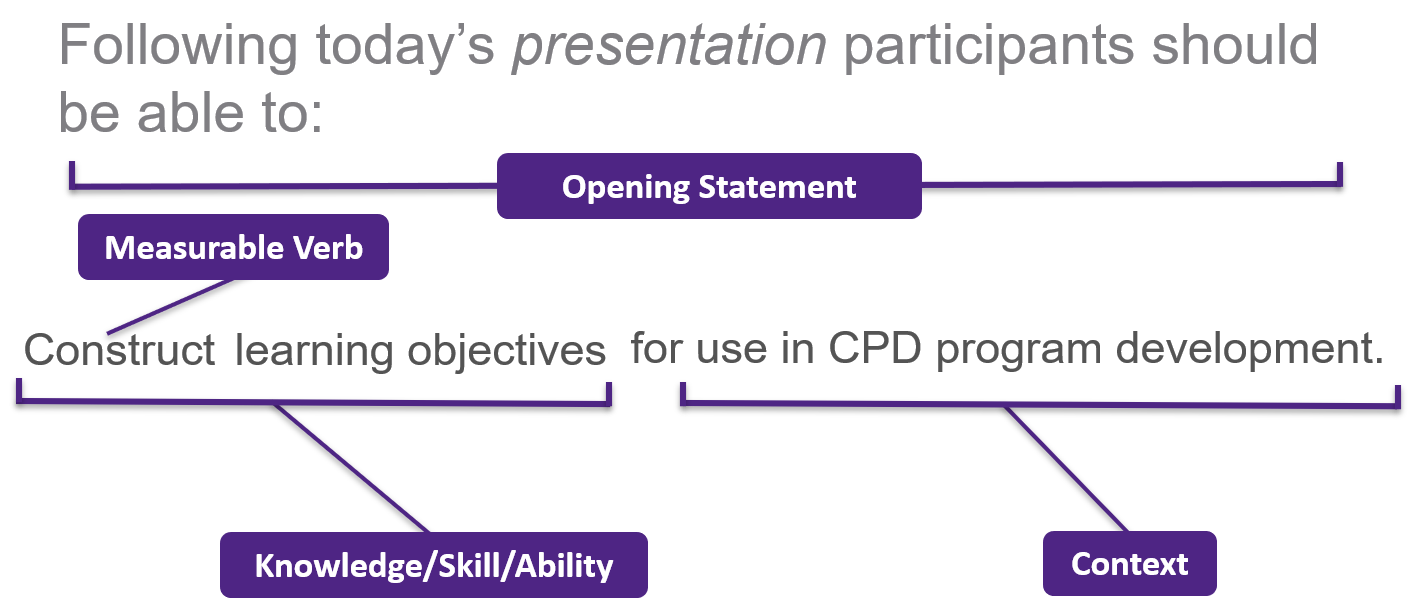 Following today’s presentation participants should
be able to:
Opening Statement
Measurable Verb
Construct learning objectives for use in CPD program development.
Knowledge/Skill/Ability
Context